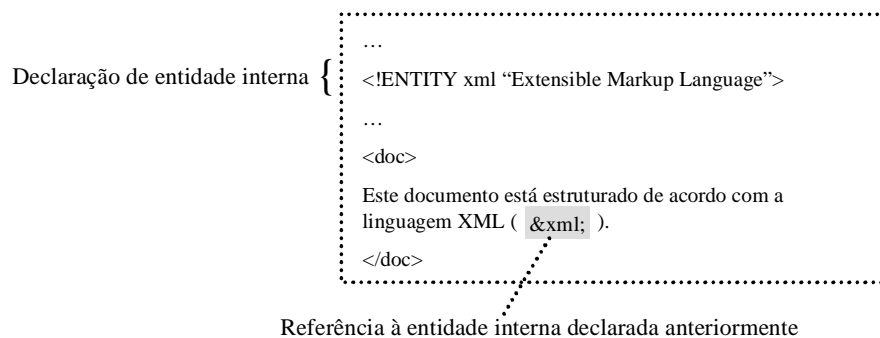 …
Declaração de entidade interna {
<!ENTITY xml “Extensible Markup Language”>
…
<doc>
Este documento está estruturado de acordo com a
linguagem XML ( &xml; ).
</doc>
Referência à entidade interna declarada anteriormente